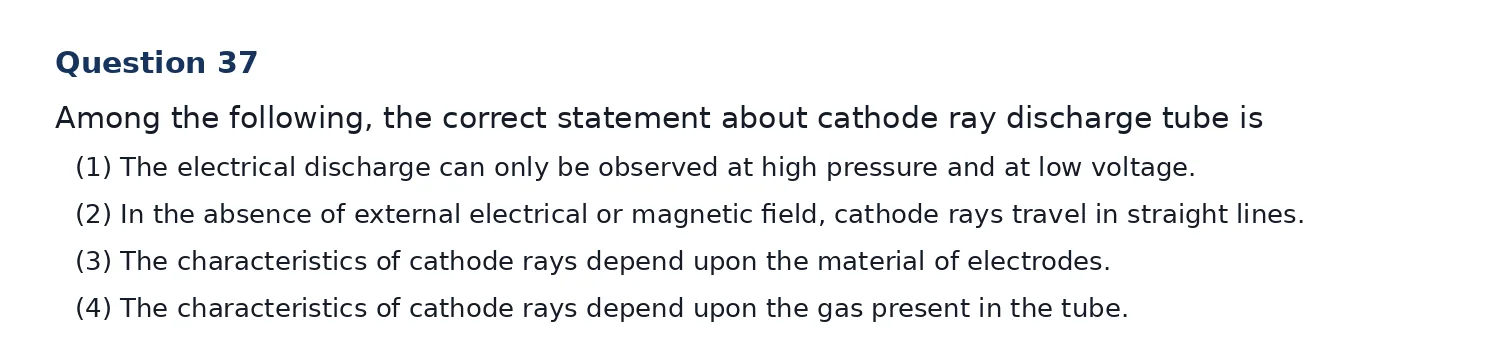 Question 37
Among the following, the correct statement about cathode ray discharge tube is
(1) The electrical discharge can only be observed at high pressure and at low voltage.
(2) In the absence of external electrical or magnetic field, cathode rays travel in straight lines.
(3) The characteristics of cathode rays depend upon the material of electrodes.
(4) The characteristics of cathode rays depend upon the gas present in the tube.